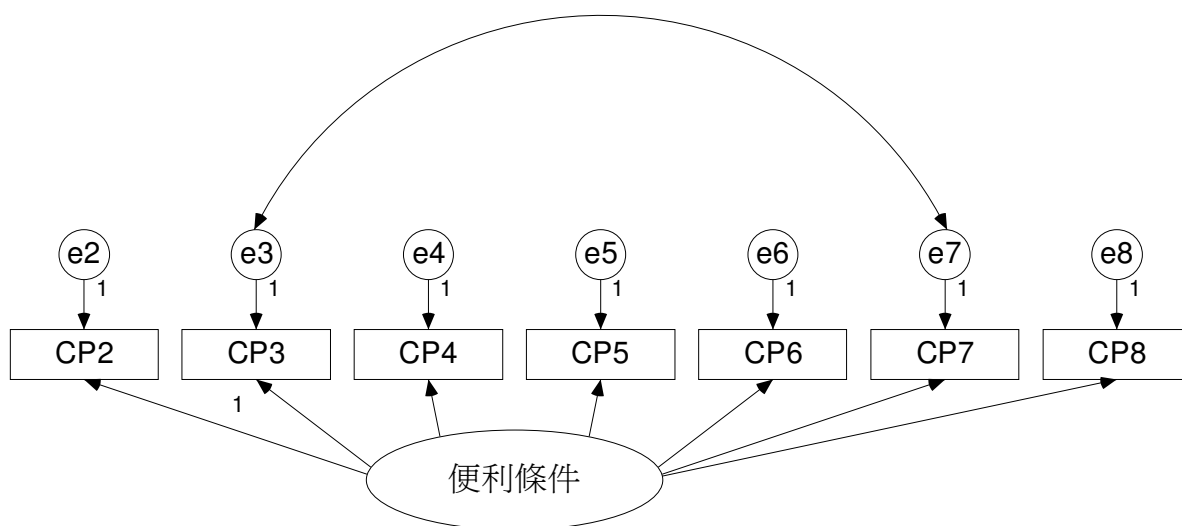 e2 e3 e4 e5 e6 e7 e8
1 1 1 1 1 1 1
CP2 CP3 CP4 CP5 CP6 CP7 CP8
1
便利條件